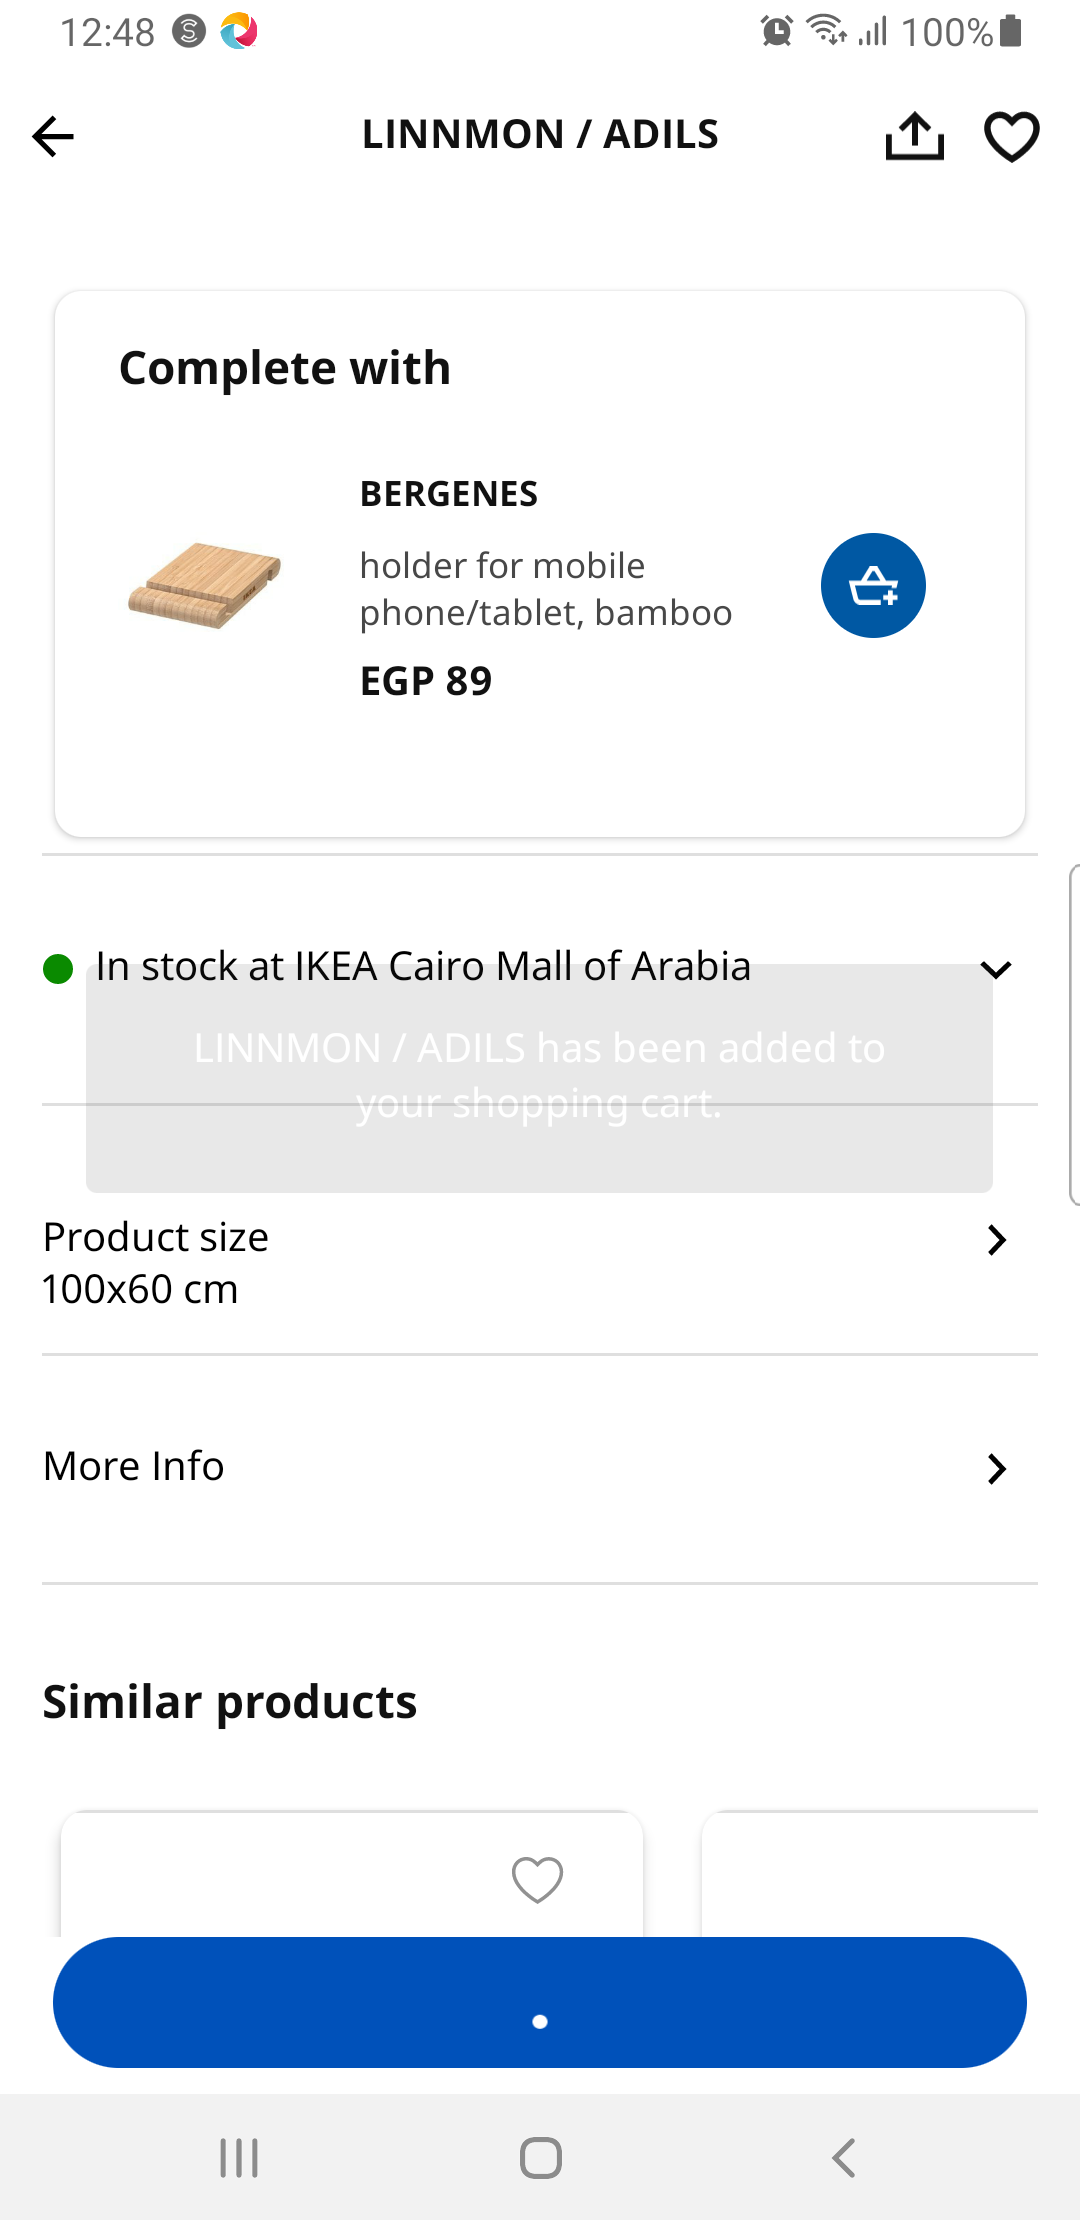 12:48
100%
LINNMON / ADILS
Complete with
BERGENES
holder for mobile
phone/tablet, bamboo
EGP 89
In stock at IKEA Cairo Mall of Arabia
LINNMON / ADILS has been added to
your shopping cart.
Product size
100x60 cm
More Info
Similar products